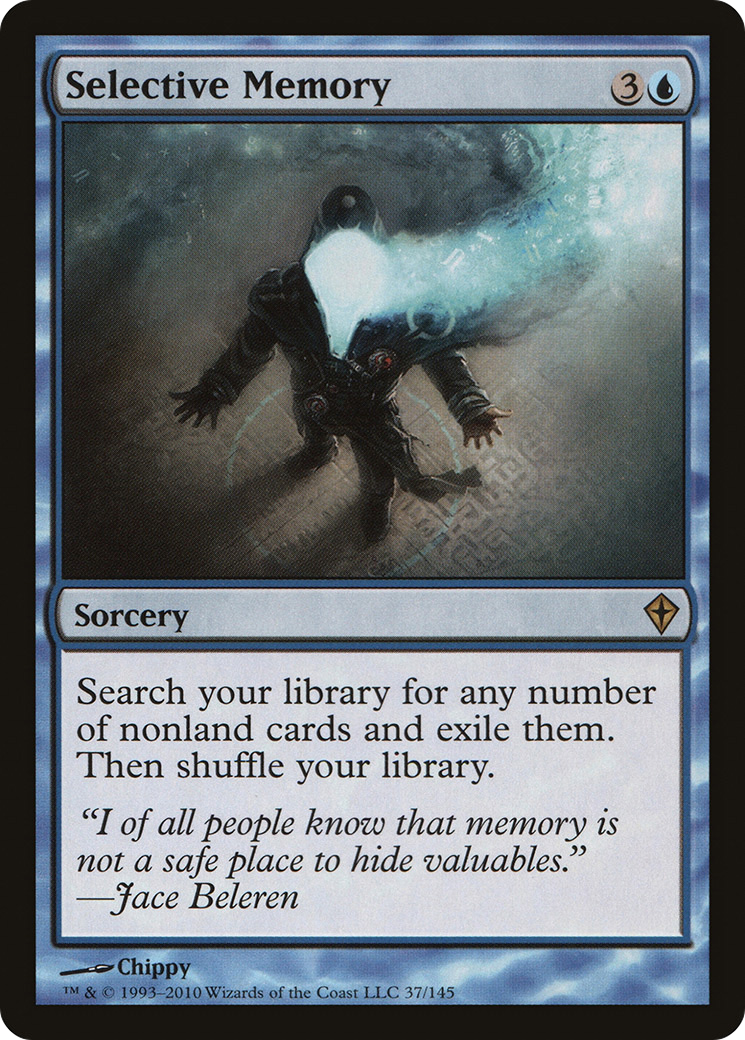 Selective Memory 3
Sorcery
Search your library for any number
of nonland cards and exile them.
Then shuffle your library.
“I of all people know that memory is
not a safe place to hide valuables.”
—Jace Beleren
Chippy
™ & © 1993–2010 Wizards of the Coast LLC 37/145